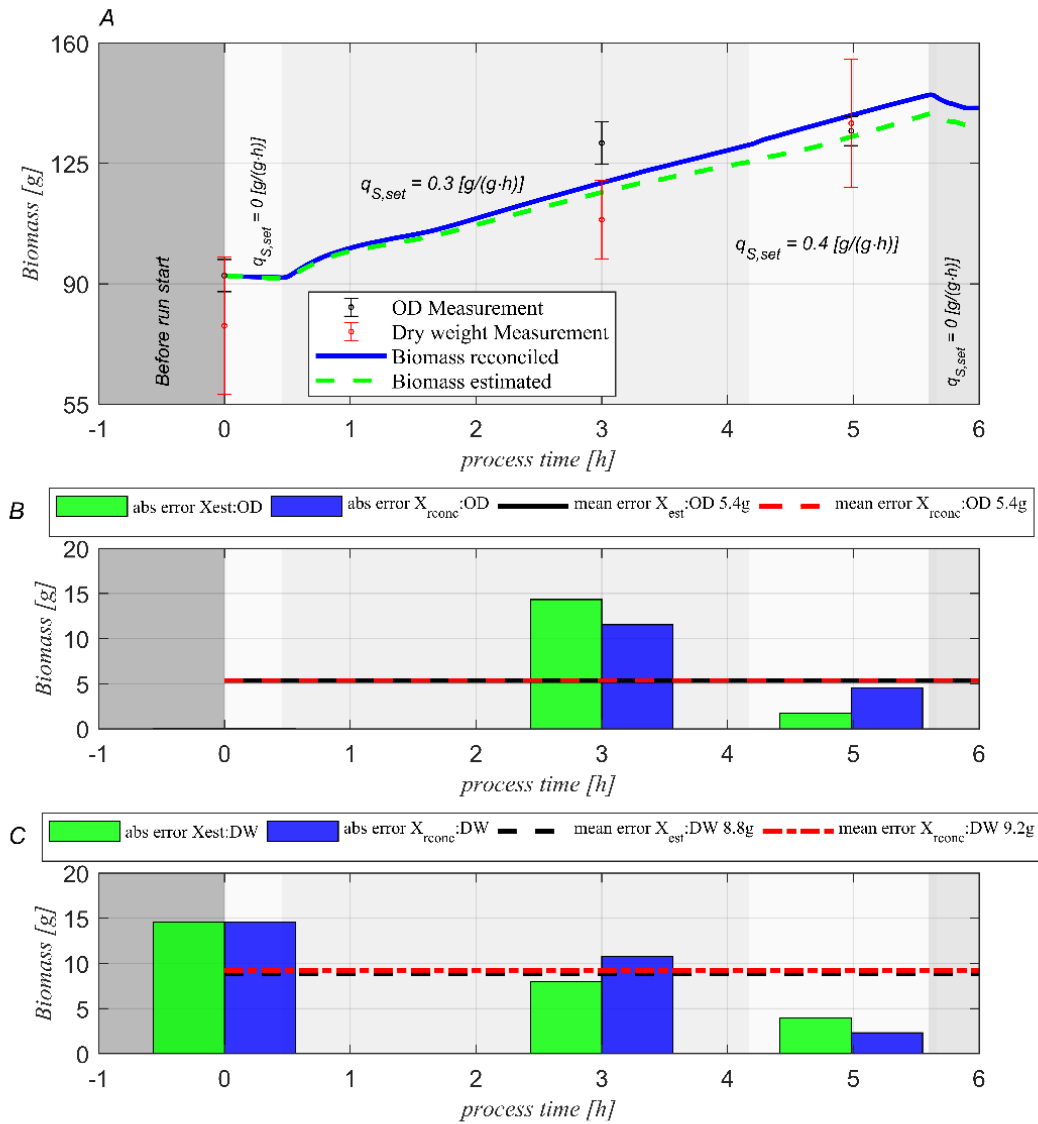 A
160
125
90
55
Biomass [g]
Before run start
q_S,set = 0 [g/(g·h)]
q_S,set = 0.3 [g/(g·h)]
q_S,set = 0.4 [g/(g·h)]
q_S,set = 0 [g/(g·h)]
OD Measurement
Dry weight Measurement
Biomass reconciled
Biomass estimated
-1 0 1 2 3 4 5 6
process time [h]
B
abs error Xest:OD abs error X_rconc:OD mean error X_est:OD 5.4g mean error X_rconc:OD 5.4g
20
15
10
5
0
Biomass [g]
-1 0 1 2 3 4 5 6
process time [h]
C
abs error Xest:DW abs error X_rconc:DW mean error X_est:DW 8.8g mean error X_rconc:DW 9.2g
20
15
10
5
0
Biomass [g]
-1 0 1 2 3 4 5 6
process time [h]